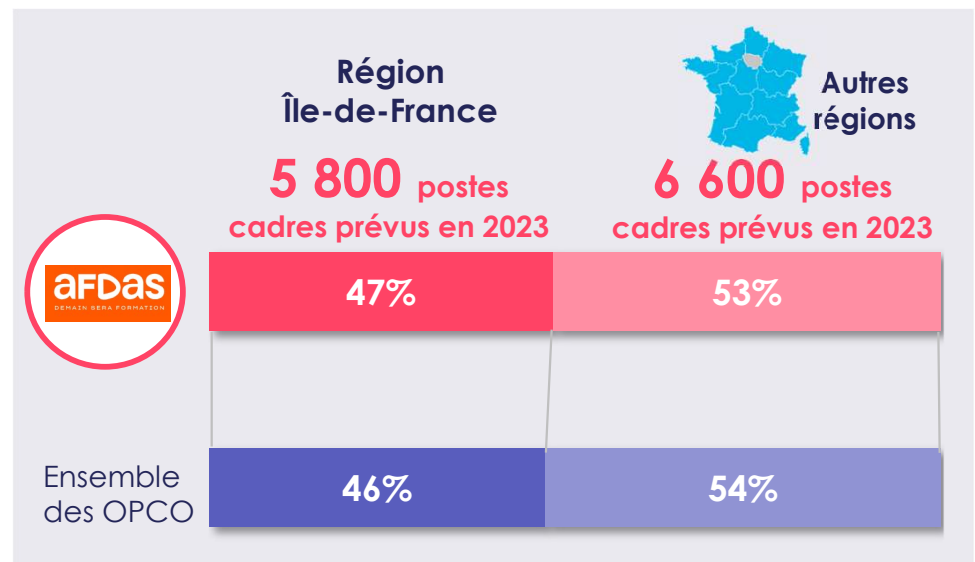 Région
Île-de-France
Autres
régions
5 800 postes
cadres prévus en 2023
6 600 postes
cadres prévus en 2023
aFDas
DEMAIN SERA FORMATION
47%
53%
Ensemble
des OPCO
46%
54%